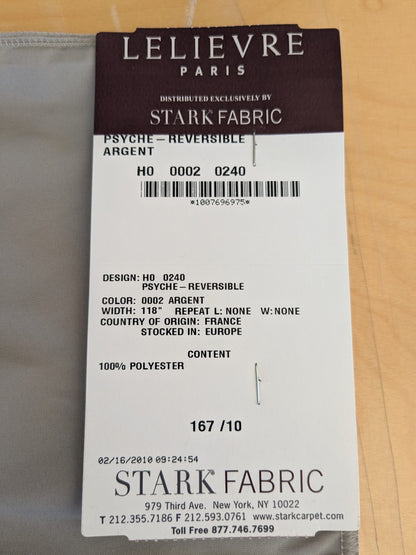 LELIEVRE
PARIS
DISTRIBUTED EXCLUSIVELY BY
STARK FABRIC
PSYCHE-REVERSIBLE
ARGENT
H0 0002 0240
*1007696975*
DESIGN: H0 0240
PSYCHE-REVERSIBLE
COLOR: 0002 ARGENT
WIDTH: 118" REPEAT L: NONE W:NONE
COUNTRY OF ORIGIN: FRANCE
STOCKED IN: EUROPE
CONTENT
100% POLYESTER
167 /10
02/16/2010 09:24:54
STARK FABRIC
979 Third Ave. New York, NY 10022
T 212.355.7186 F 212.593.0761 www.starkcarpet.com
Toll Free 877.746.7699